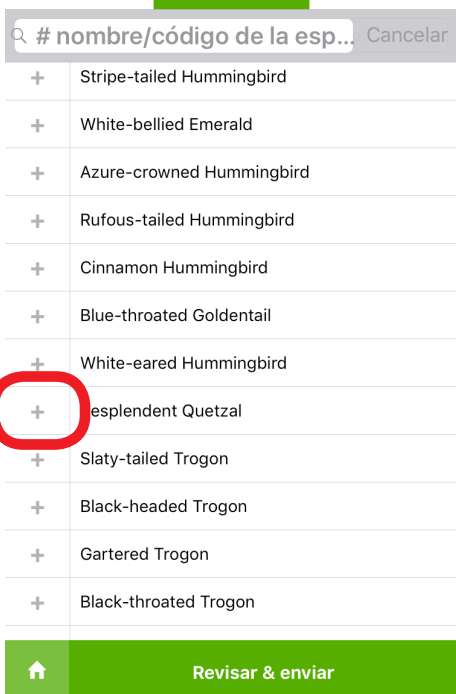 # nombre/código de la esp... Cancelar
Stripe-tailed Hummingbird
White-bellied Emerald
Azure-crowned Hummingbird
Rufous-tailed Hummingbird
Cinnamon Hummingbird
Blue-throated Goldentail
White-eared Hummingbird
esplendent Quetzal
Slaty-tailed Trogon
Black-headed Trogon
Gartered Trogon
Black-throated Trogon
Revisar & enviar